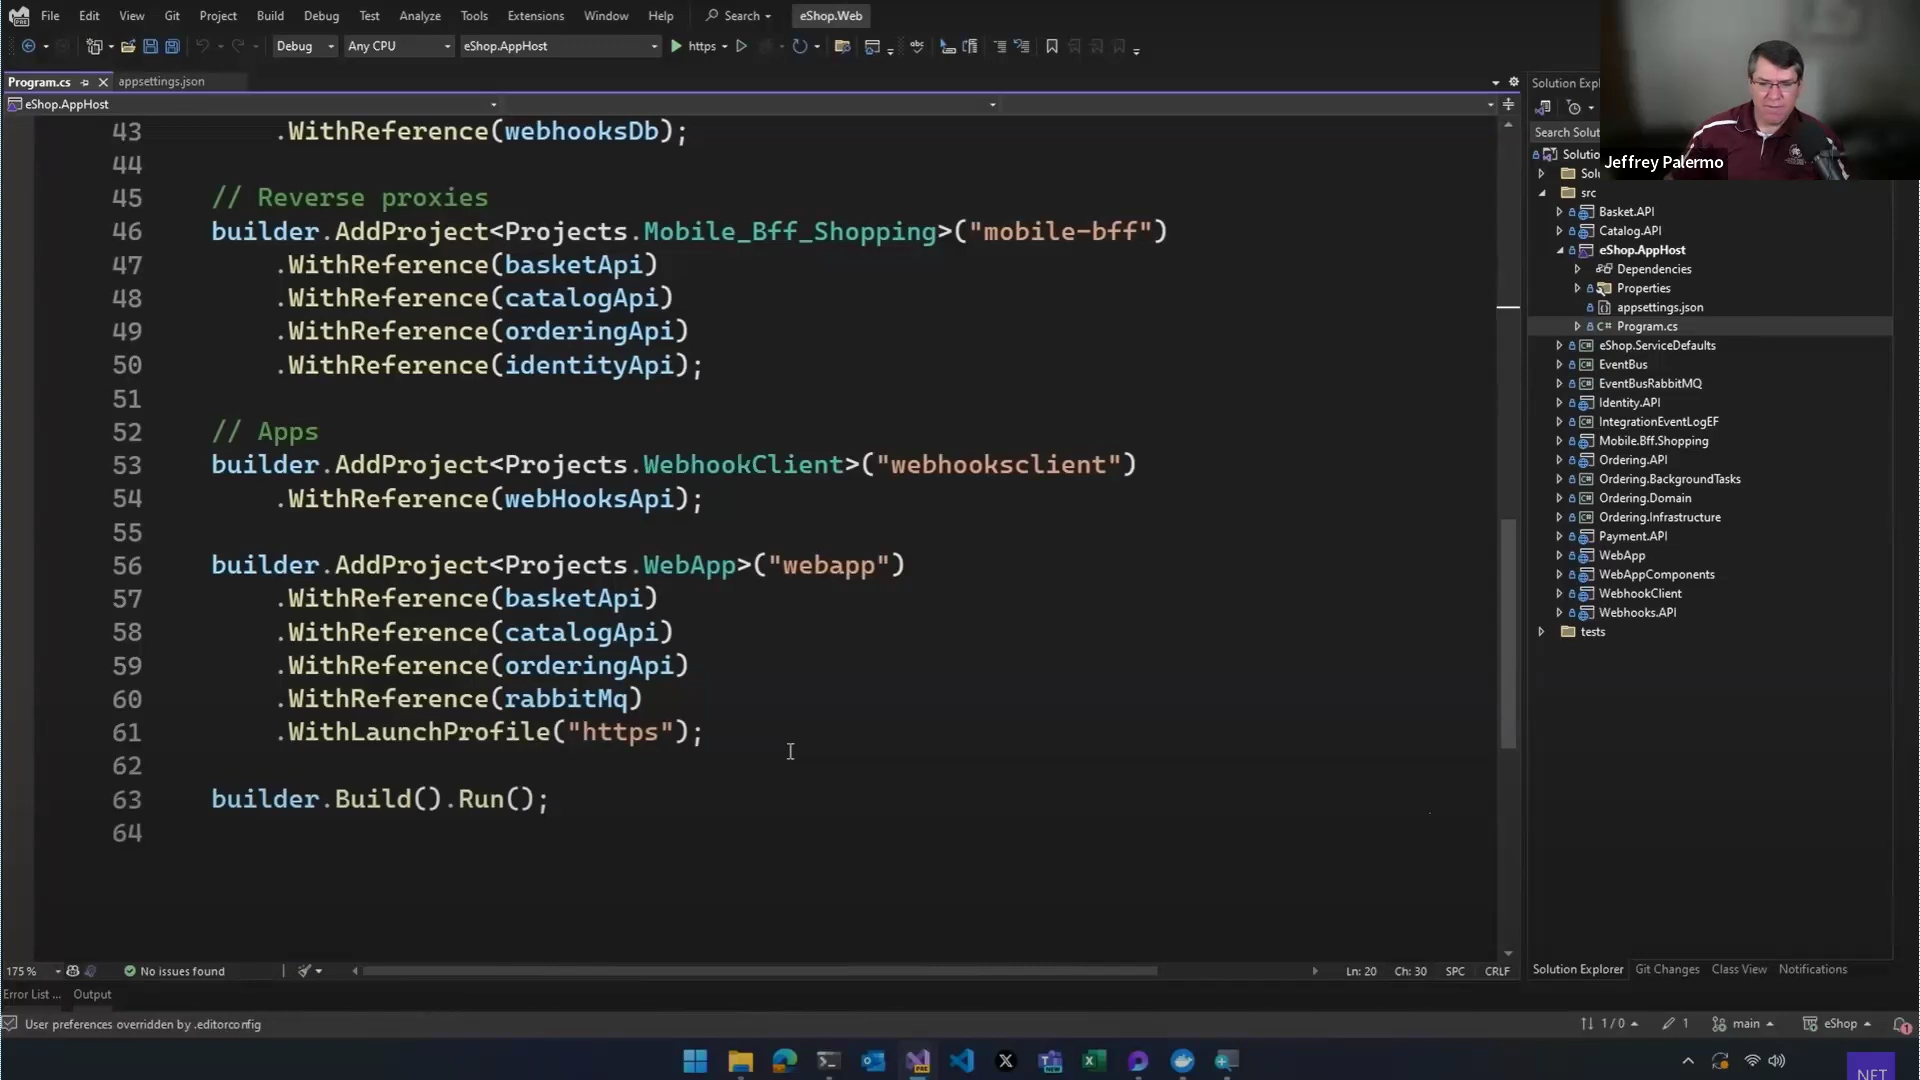 File Edit View Git Project Build Debug Test Analyze Tools Extensions Window Help Search eShop.Web
Debug Any CPU eShop.AppHost https
Program.cs appsettings.json
eShop.AppHost
43 .WithReference(webhooksDb);
44
45 // Reverse proxies
46 builder.AddProject<Projects.Mobile_Bff_Shopping>("mobile-bff")
47 .WithReference(basketApi)
48 .WithReference(catalogApi)
49 .WithReference(orderingApi)
50 .WithReference(identityApi);
51
52 // Apps
53 builder.AddProject<Projects.WebhookClient>("webhooksclient")
54 .WithReference(webHooksApi);
55
56 builder.AddProject<Projects.WebApp>("webapp")
57 .WithReference(basketApi)
58 .WithReference(catalogApi)
59 .WithReference(orderingApi)
60 .WithReference(rabbitMq)
61 .WithLaunchProfile("https");
62
63 builder.Build().Run();
64
175 % No issues found Ln: 20 Ch: 30 SPC CRLF
Error List ... Output
User preferences overridden by .editorconfig
Solution Exp
Search Solut
Jeffrey Palermo
Solutio
Solu
src
Basket.API
Catalog.API
eShop.AppHost
Dependencies
Properties
appsettings.json
C# Program.cs
eShop.ServiceDefaults
EventBus
EventBusRabbitMQ
Identity.API
IntegrationEventLogEF
Mobile.Bff.Shopping
Ordering.API
Ordering.BackgroundTasks
Ordering.Domain
Ordering.Infrastructure
Payment.API
WebApp
WebAppComponents
WebhookClient
Webhooks.API
tests
Solution Explorer Git Changes Class View Notifications
1 / 0 1 main eShop 1
.NET